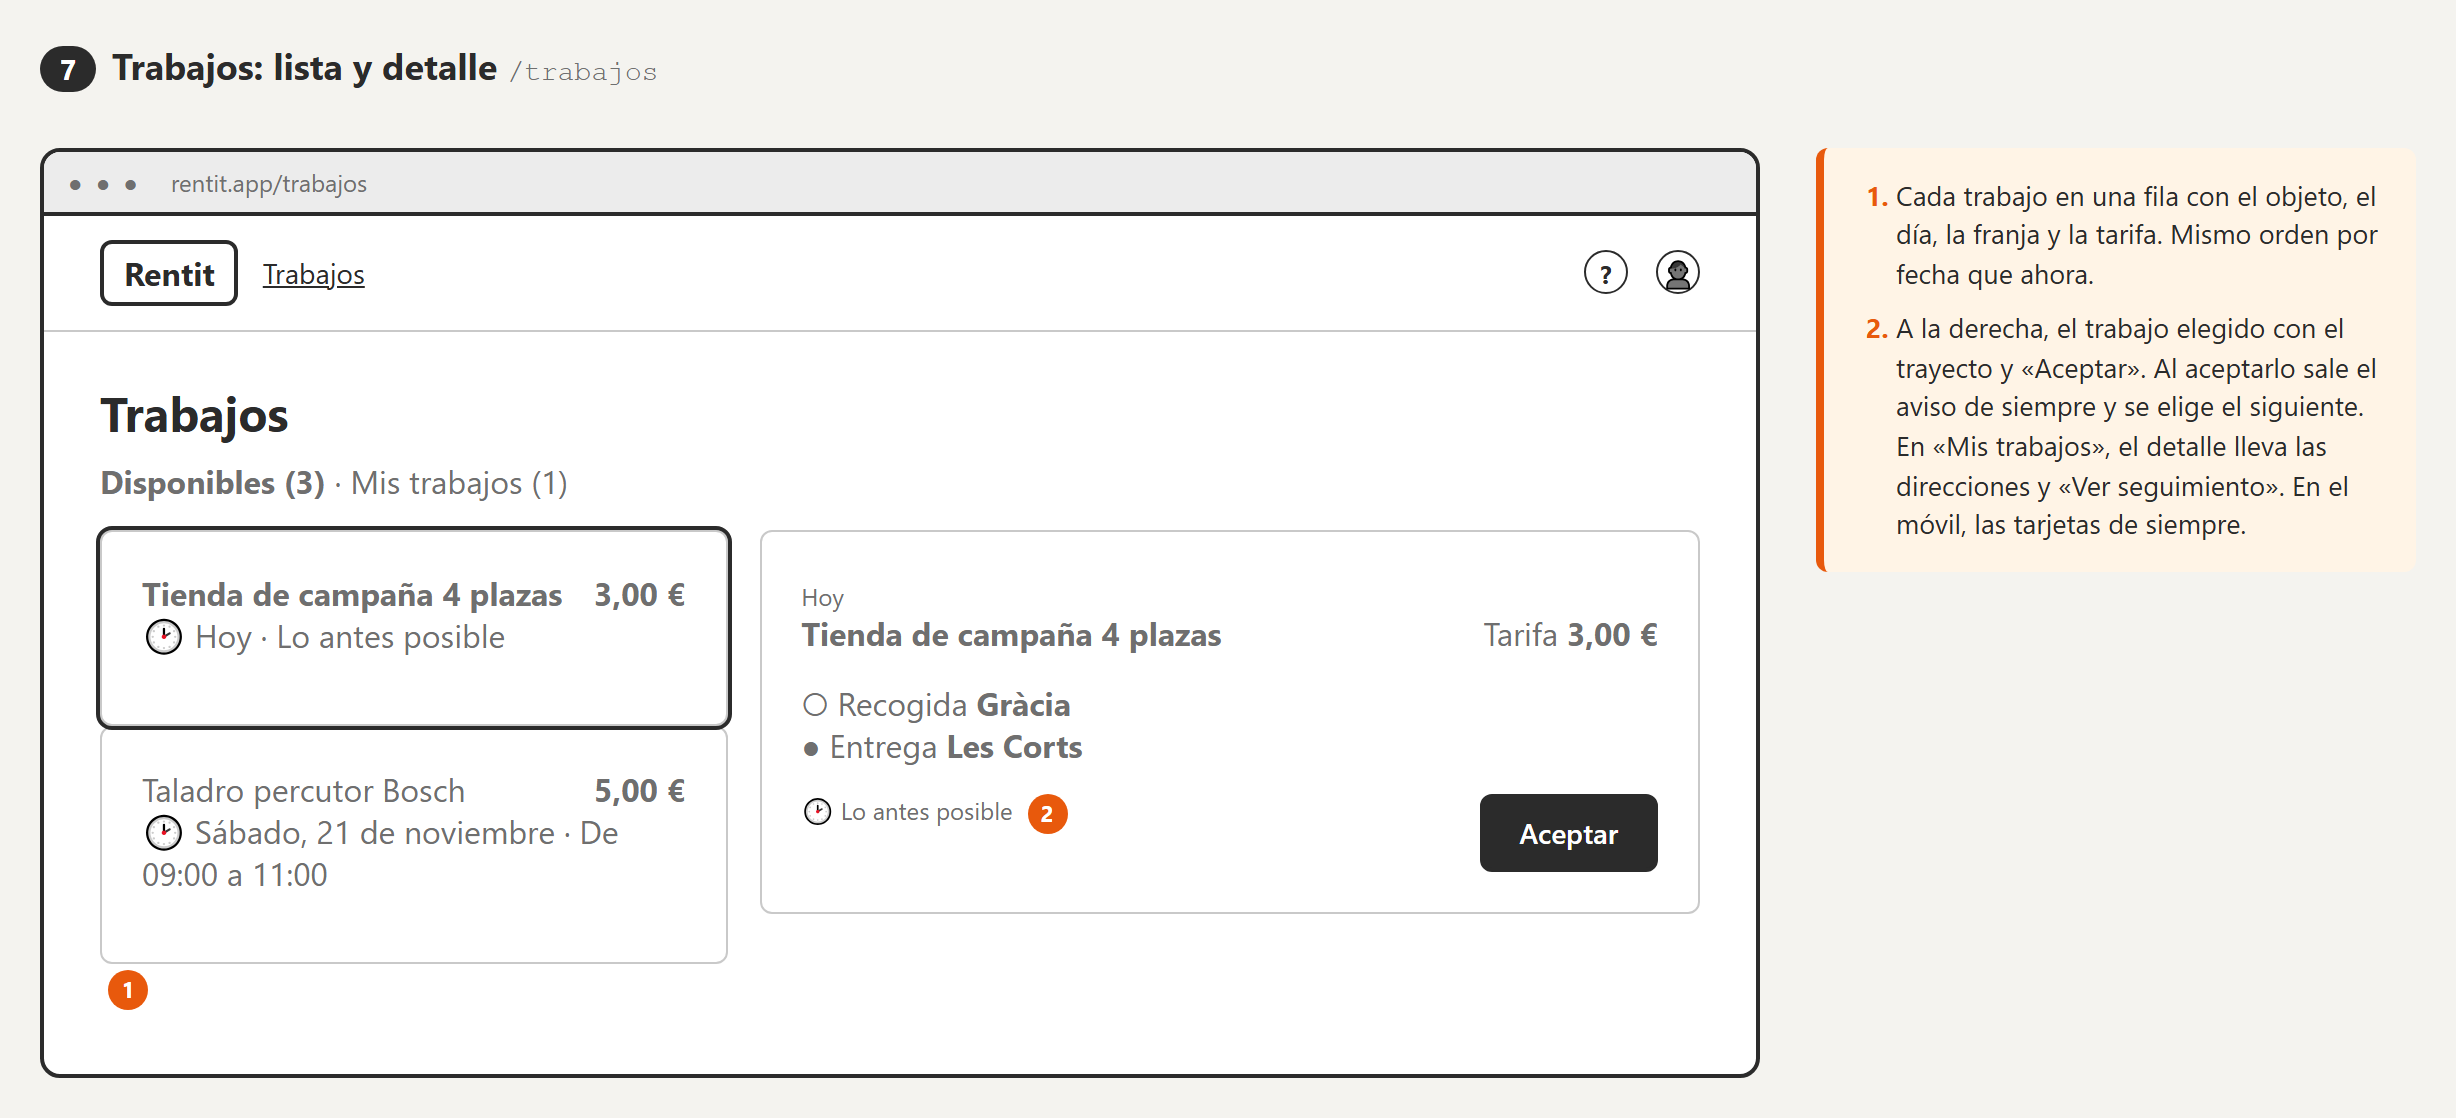 7 Trabajos: lista y detalle /trabajos
rentit.app/trabajos
Rentit Trabajos ?
Trabajos
Disponibles (3) · Mis trabajos (1)
Tienda de campaña 4 plazas 3,00 €
Hoy · Lo antes posible
Taladro percutor Bosch 5,00 €
Sábado, 21 de noviembre · De
09:00 a 11:00
1
Hoy
Tienda de campaña 4 plazas Tarifa 3,00 €
Recogida Gràcia
Entrega Les Corts
Lo antes posible 2
Aceptar
1. Cada trabajo en una fila con el objeto, el
día, la franja y la tarifa. Mismo orden por
fecha que ahora.
2. A la derecha, el trabajo elegido con el
trayecto y «Aceptar». Al aceptarlo sale el
aviso de siempre y se elige el siguiente.
En «Mis trabajos», el detalle lleva las
direcciones y «Ver seguimiento». En el
móvil, las tarjetas de siempre.